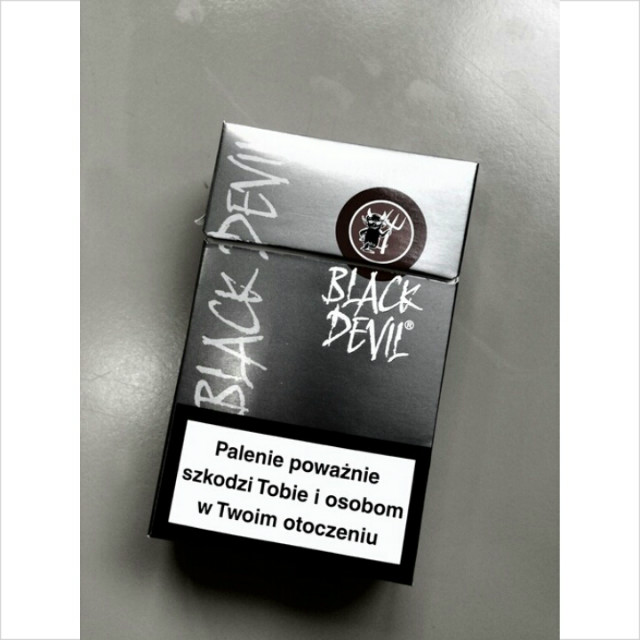 BLACK DEVIL
BLACK
DEVIL®
Palenie poważnie
szkodzi Tobie i osobom
w Twoim otoczeniu